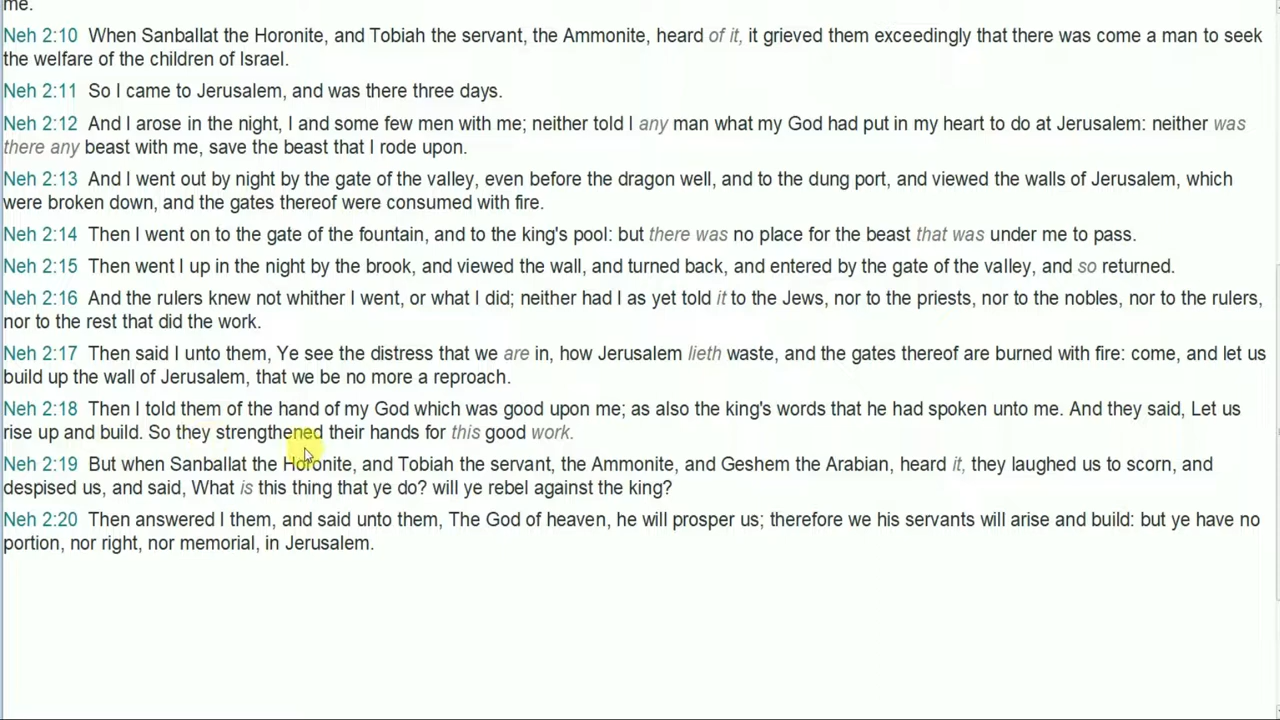 me.
Neh 2:10 When Sanballat the Horonite, and Tobiah the servant, the Ammonite, heard of it, it grieved them exceedingly that there was come a man to seek
the welfare of the children of Israel.
Neh 2:11 So I came to Jerusalem, and was there three days.
Neh 2:12 And I arose in the night, I and some few men with me; neither told I any man what my God had put in my heart to do at Jerusalem: neither was
there any beast with me, save the beast that I rode upon.
Neh 2:13 And I went out by night by the gate of the valley, even before the dragon well, and to the dung port, and viewed the walls of Jerusalem, which
were broken down, and the gates thereof were consumed with fire.
Neh 2:14 Then I went on to the gate of the fountain, and to the king's pool: but there was no place for the beast that was under me to pass.
Neh 2:15 Then went I up in the night by the brook, and viewed the wall, and turned back, and entered by the gate of the valley, and so returned.
Neh 2:16 And the rulers knew not whither I went, or what I did; neither had I as yet told it to the Jews, nor to the priests, nor to the nobles, nor to the rulers,
nor to the rest that did the work.
Neh 2:17 Then said I unto them, Ye see the distress that we are in, how Jerusalem lieth waste, and the gates thereof are burned with fire: come, and let us
build up the wall of Jerusalem, that we be no more a reproach.
Neh 2:18 Then I told them of the hand of my God which was good upon me; as also the king's words that he had spoken unto me. And they said, Let us
rise up and build. So they strengthened their hands for this good work.
Neh 2:19 But when Sanballat the Horonite, and Tobiah the servant, the Ammonite, and Geshem the Arabian, heard it, they laughed us to scorn, and
despised us, and said, What is this thing that ye do? will ye rebel against the king?
Neh 2:20 Then answered I them, and said unto them, The God of heaven, he will prosper us; therefore we his servants will arise and build: but ye have no
portion, nor right, nor memorial, in Jerusalem.